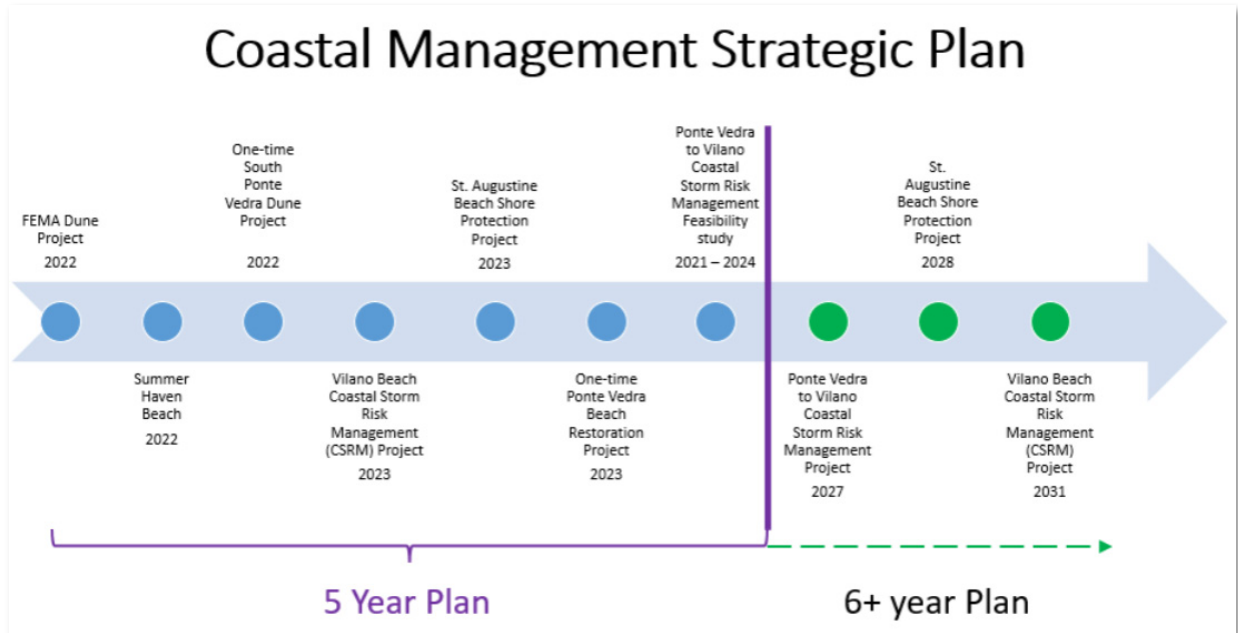 Coastal Management Strategic Plan
FEMA Dune
Project
2022
Summer
Haven
Beach
2022
One-time
South
Ponte
Vedra Dune
Project
2022
Vilano Beach
Coastal Storm
Risk
Management
(CSRM) Project
2023
St. Augustine
Beach Shore
Protection
Project
2023
One-time
Ponte Vedra
Beach
Restoration
Project
2023
Ponte Vedra
to Vilano
Coastal
Storm Risk
Management
Feasibility
study
2021 – 2024
Ponte Vedra
to Vilano
Coastal
Storm Risk
Management
Project
2027
St.
Augustine
Beach Shore
Protection
Project
2028
Vilano Beach
Coastal Storm
Risk
Management
(CSRM)
Project
2031
5 Year Plan
6+ year Plan